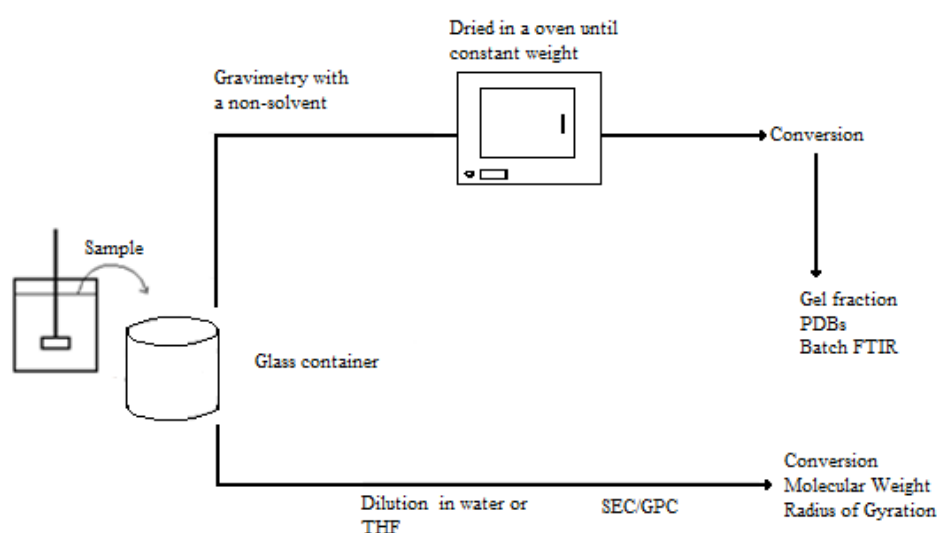 Dried in a oven until
constant weight
Gravimetry with
a non-solvent
Conversion
Sample
Gel fraction
PDBs
Batch FTIR
Glass container
Conversion
Molecular Weight
Radius of Gyration
Dilution in water or
THF
SEC/GPC